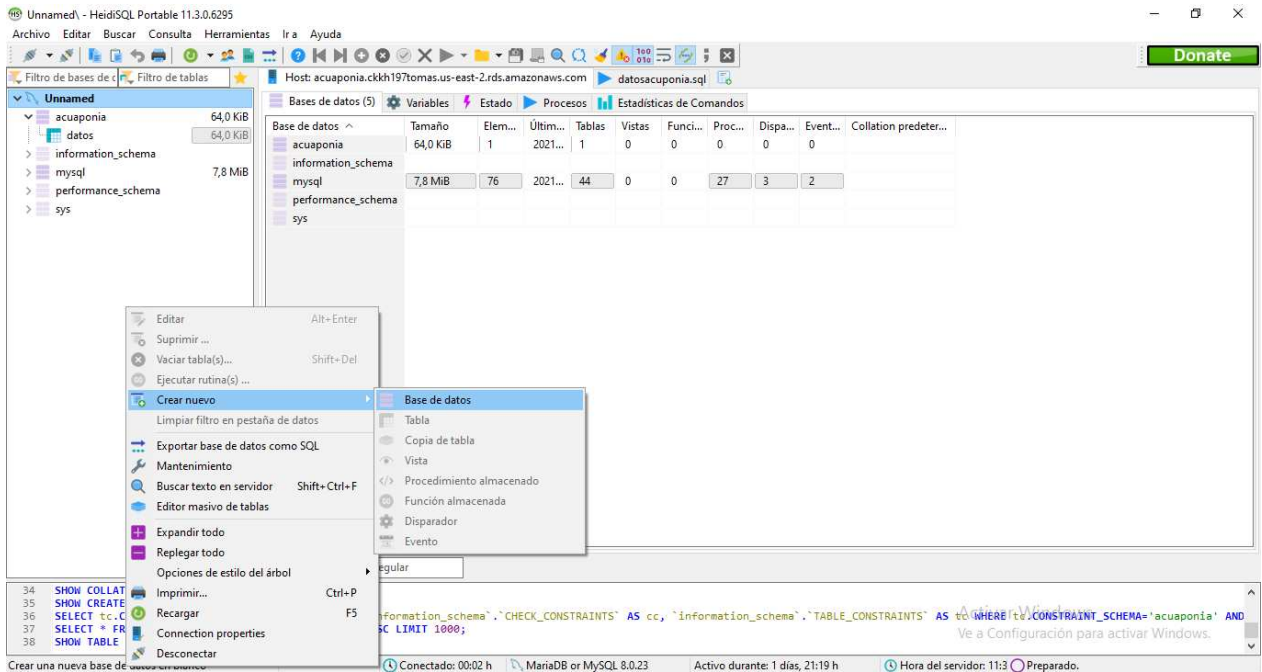 Unnamed\ - HeidiSQL Portable 11.3.0.6295
Archivo Editar Buscar Consulta Herramientas Ir a Ayuda
Donate
Filtro de bases de d Filtro de tablas
Host: acuaponia.ckkh197tomas.us-east-2.rds.amazonaws.com datosacuponia.sql
Unnamed
acuaponia 64,0 KiB
datos 64,0 KiB
information_schema
mysql 7,8 MiB
performance_schema
sys
Bases de datos (5) Variables Estado Procesos Estadísticas de Comandos
Base de datos Tamaño Elem... Últim... Tablas Vistas Funci... Proc... Dispa... Event... Collation predeter...
acuaponia 64,0 KiB 1 2021... 1 0 0 0 0 0
information_schema
mysql 7,8 MiB 76 2021... 44 0 0 27 3 2
performance_schema
sys
Editar Alt+Enter
Suprimir ...
Vaciar tabla(s)... Shift+Del
Ejecutar rutina(s) ...
Crear nuevo
Limpiar filtro en pestaña de datos
Exportar base de datos como SQL
Mantenimiento
Buscar texto en servidor Shift+Ctrl+F
Editor masivo de tablas
Expandir todo
Replegar todo
Opciones de estilo del árbol
Imprimir... Ctrl+P
Recargar F5
Connection properties
Desconectar
Base de datos
Tabla
Copia de tabla
Vista
Procedimiento almacenado
Función almacenada
Disparador
Evento
egular
34 SHOW COLLAT
35 SHOW CREATE
36 SELECT tc.C nformation_schema`.`CHECK_CONSTRAINTS` AS cc, `information_schema`.`TABLE_CONSTRAINTS` AS tc WHERE tc.CONSTRAINT_SCHEMA='acuaponia' AND
37 SELECT * FR SC LIMIT 1000;
38 SHOW TABLE
Activar Windows
Ve a Configuración para activar Windows.
Crear una nueva base de datos en blanco Conectado: 00:02 h MariaDB or MySQL 8.0.23 Activo durante: 1 días, 21:19 h Hora del servidor: 11:3 Preparado.